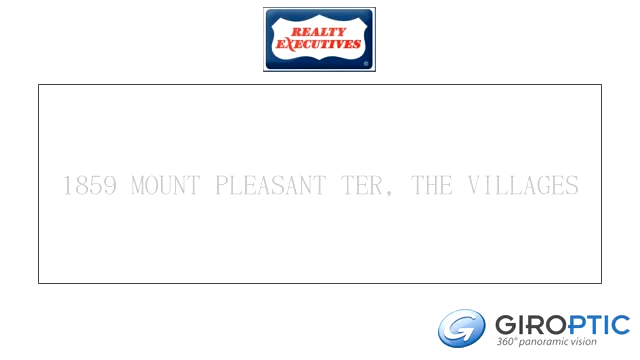 REALTY
EXECUTIVES
®
1859 MOUNT PLEASANT TER, THE VILLAGES
GIROPTIC
360° panoramic vision